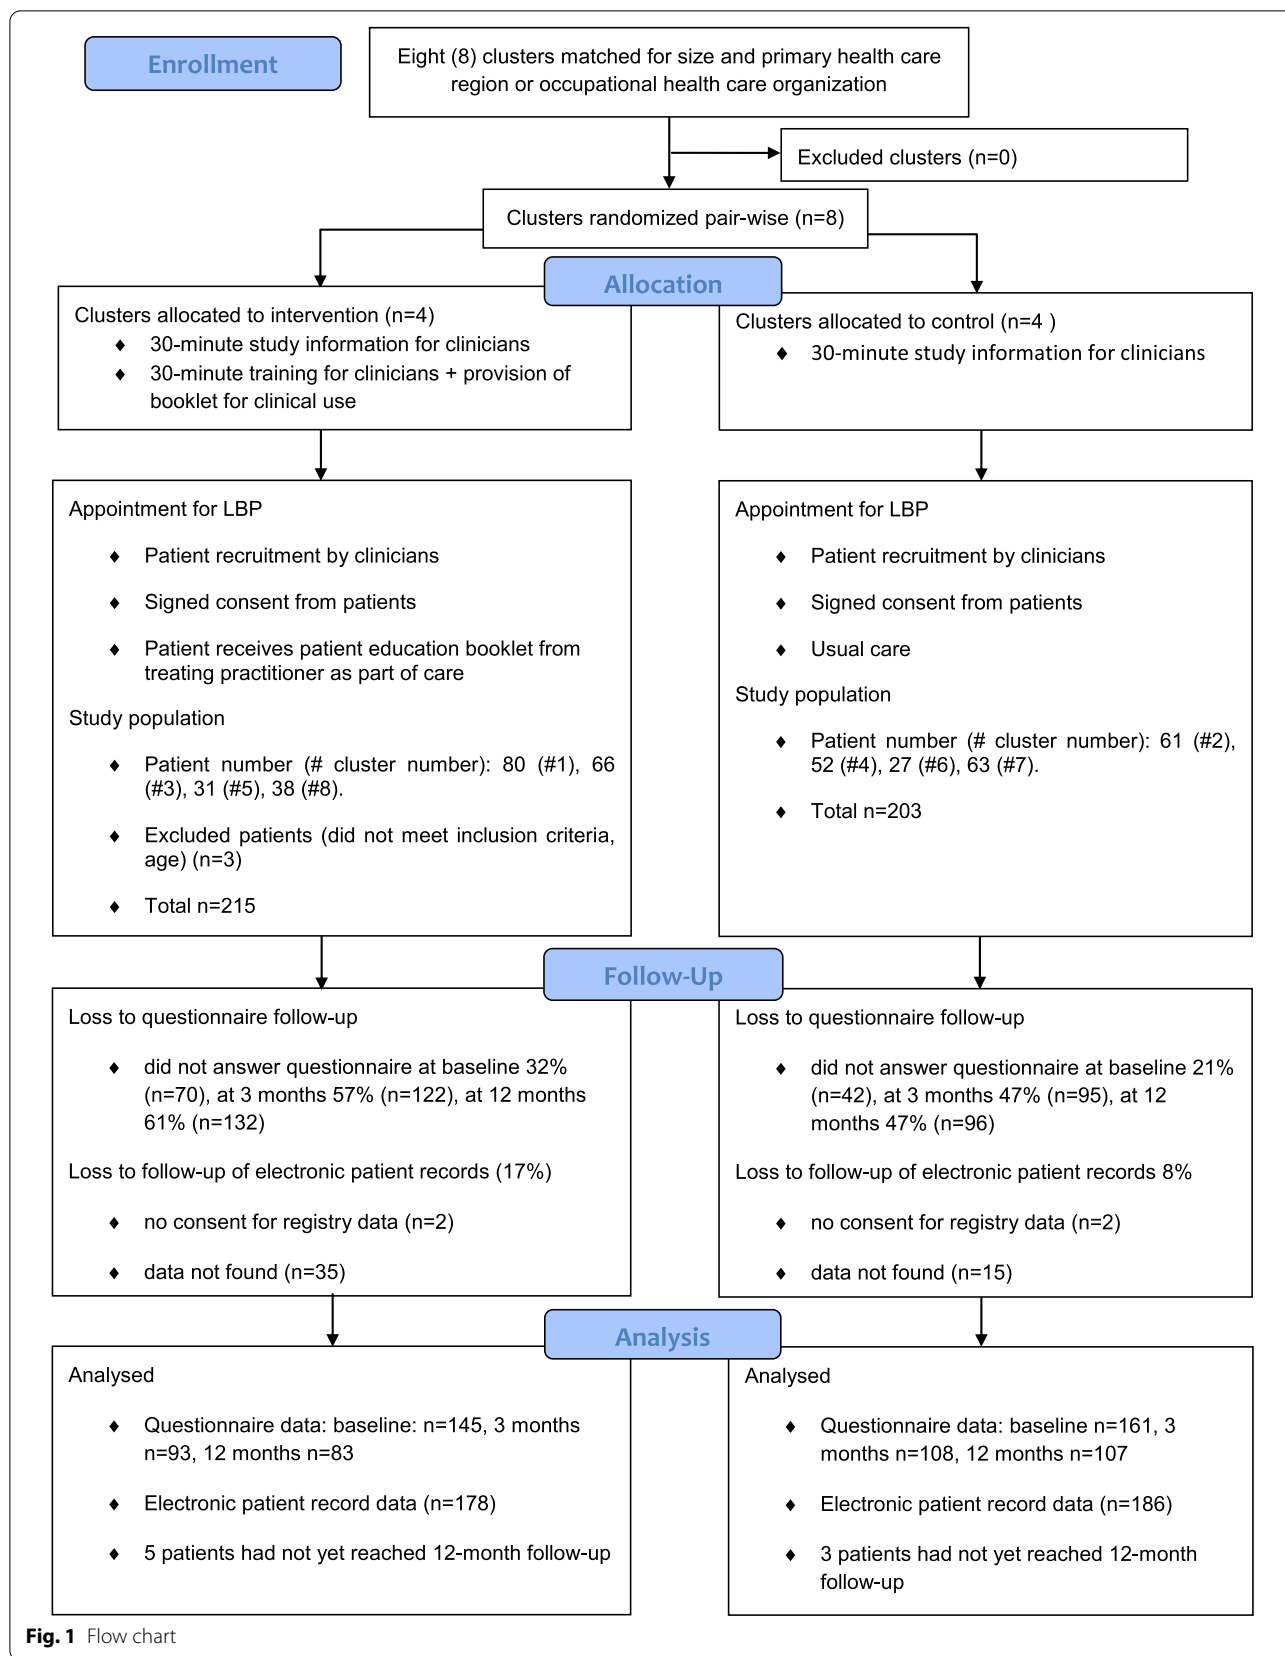 Enrollment
Eight (8) clusters matched for size and primary health care
region or occupational health care organization
Excluded clusters (n=0)
Clusters randomized pair-wise (n=8)
Allocation
Clusters allocated to intervention (n=4)
♦ 30-minute study information for clinicians
♦ 30-minute training for clinicians + provision of
booklet for clinical use
Clusters allocated to control (n=4 )
♦ 30-minute study information for clinicians
Appointment for LBP
♦ Patient recruitment by clinicians
♦ Signed consent from patients
♦ Patient receives patient education booklet from
treating practitioner as part of care
Study population
♦ Patient number (# cluster number): 80 (#1), 66
(#3), 31 (#5), 38 (#8).
♦ Excluded patients (did not meet inclusion criteria,
age) (n=3)
♦ Total n=215
Appointment for LBP
♦ Patient recruitment by clinicians
♦ Signed consent from patients
♦ Usual care
Study population
♦ Patient number (# cluster number): 61 (#2),
52 (#4), 27 (#6), 63 (#7).
♦ Total n=203
Follow-Up
Loss to questionnaire follow-up
♦ did not answer questionnaire at baseline 32%
(n=70), at 3 months 57% (n=122), at 12 months
61% (n=132)
Loss to follow-up of electronic patient records (17%)
♦ no consent for registry data (n=2)
♦ data not found (n=35)
Loss to questionnaire follow-up
♦ did not answer questionnaire at baseline 21%
(n=42), at 3 months 47% (n=95), at 12
months 47% (n=96)
Loss to follow-up of electronic patient records 8%
♦ no consent for registry data (n=2)
♦ data not found (n=15)
Analysis
Analysed
♦ Questionnaire data: baseline: n=145, 3 months
n=93, 12 months n=83
♦ Electronic patient record data (n=178)
♦ 5 patients had not yet reached 12-month follow-up
Analysed
♦ Questionnaire data: baseline n=161, 3
months n=108, 12 months n=107
♦ Electronic patient record data (n=186)
♦ 3 patients had not yet reached 12-month
follow-up
Fig. 1 Flow chart